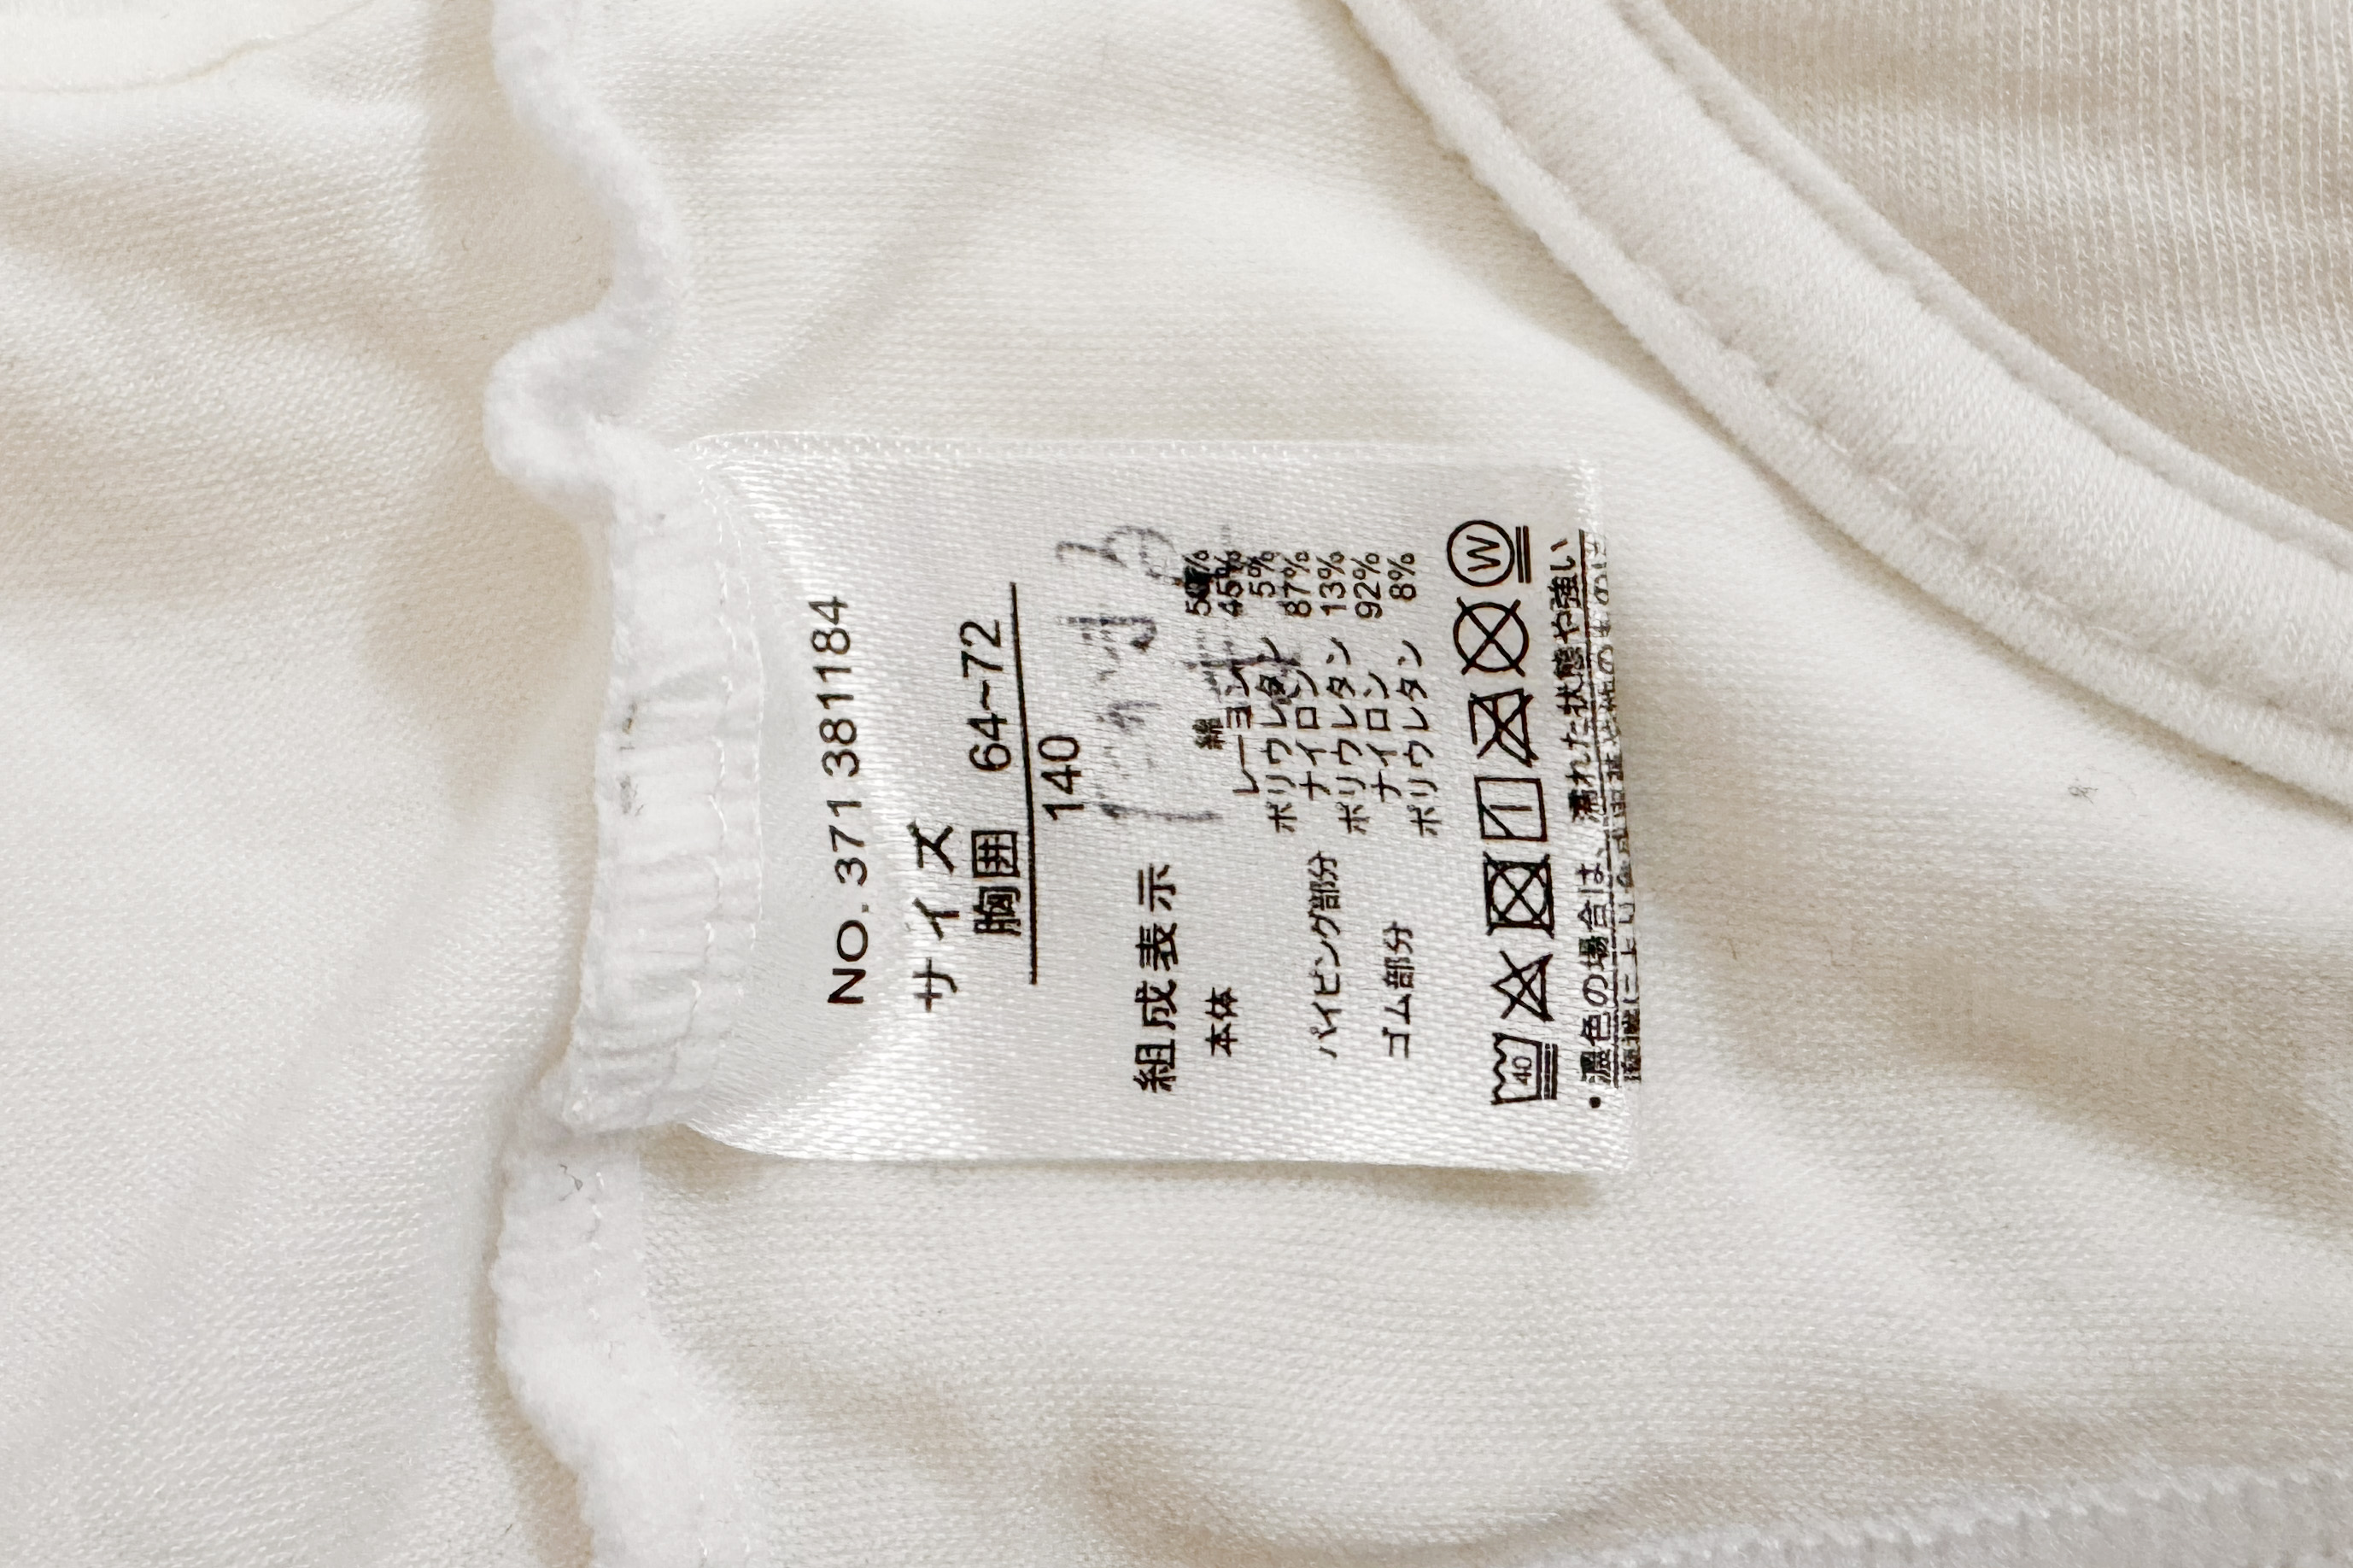 NO. 371 381184
サイズ
胸囲 64~72
140
組成表示
本体 綿
レーヨン 45%
ポリウレタン 5%
パイピング部分 ナイロン 87%
ポリウレタン 13%
ゴム部分 ナイロン 92%
ポリウレタン 8%
40
W
・濃色の場合は、濡れた状態や強い